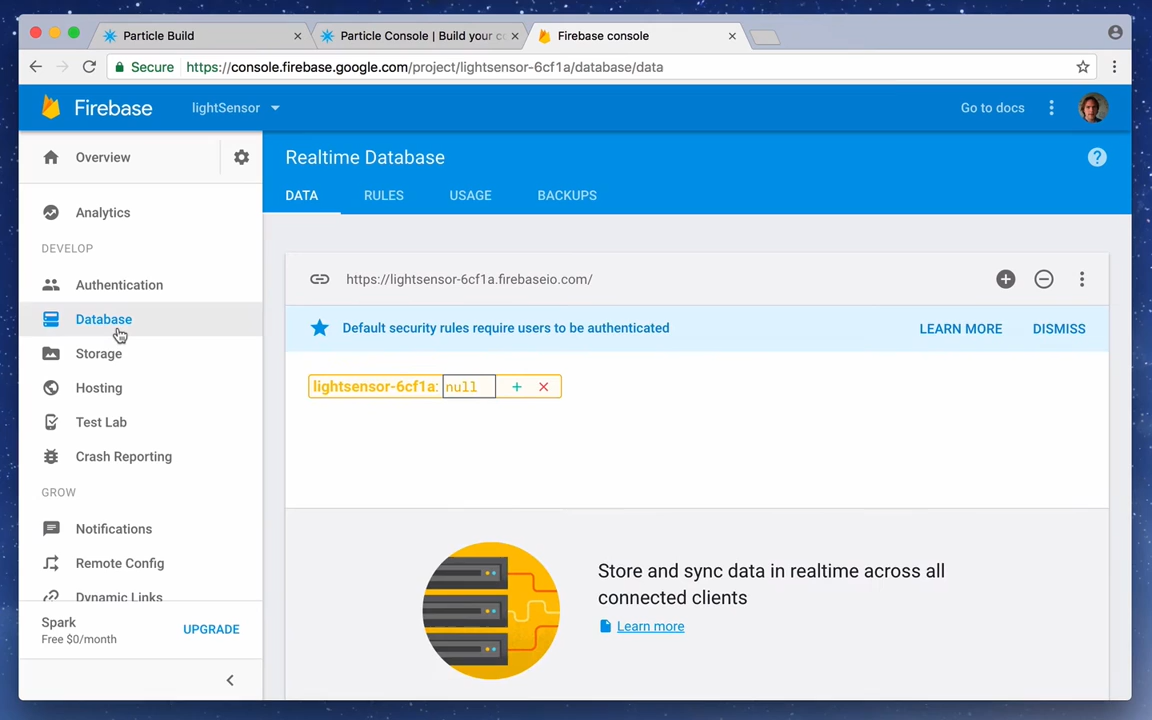 Particle Build
Particle Console | Build your co
Firebase console
Secure https://console.firebase.google.com/project/lightsensor-6cf1a/database/data
Firebase lightSensor Go to docs
Overview
Analytics
DEVELOP
Authentication
Database
Storage
Hosting
Test Lab
Crash Reporting
GROW
Notifications
Remote Config
Dynamic Links
Spark
Free $0/month
UPGRADE
Realtime Database
DATA RULES USAGE BACKUPS
https://lightsensor-6cf1a.firebaseio.com/
Default security rules require users to be authenticated LEARN MORE DISMISS
lightsensor-6cf1a: null
Store and sync data in realtime across all
connected clients
Learn more